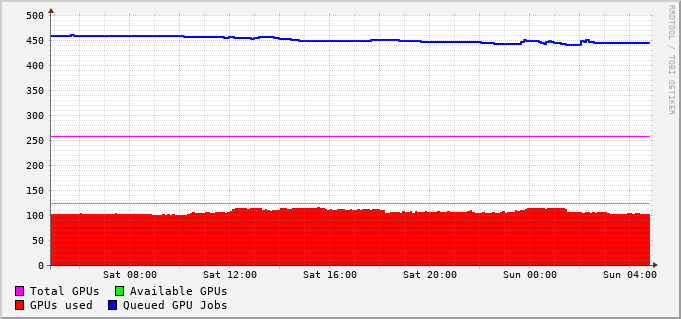 500
450
400
350
300
250
200
150
100
50
0
Sat 08:00 Sat 12:00 Sat 16:00 Sat 20:00 Sun 00:00 Sun 04:00
Total GPUs Available GPUs
GPUs used Queued GPU Jobs
RRDTOOL / TOBI OETIKER